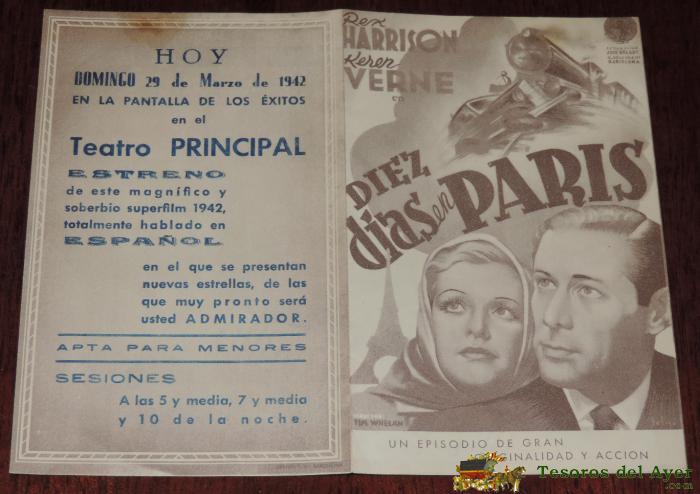 HOY
DOMINGO 29 de Marzo de 1942
EN LA PANTALLA DE LOS ÉXITOS
en el
Teatro PRINCIPAL
ESTRENO
de este magnífico y
soberbio superfilm 1942,
totalmente hablado en
ESPAÑOL
en el que se presentan
nuevas estrellas, de las
que muy pronto será
usted ADMIRADOR.
APTA PARA MENORES
SESIONES
A las 5 y media, 7 y media
y 10 de la noche.
Rex
HARRISON
Karen
VERNE
en
BARCELONA
DIEZ
días en PARIS
TIM WHELAN
UN EPISODIO DE GRAN
GINALIDAD Y ACCION
Tesoros del Ayer
.com